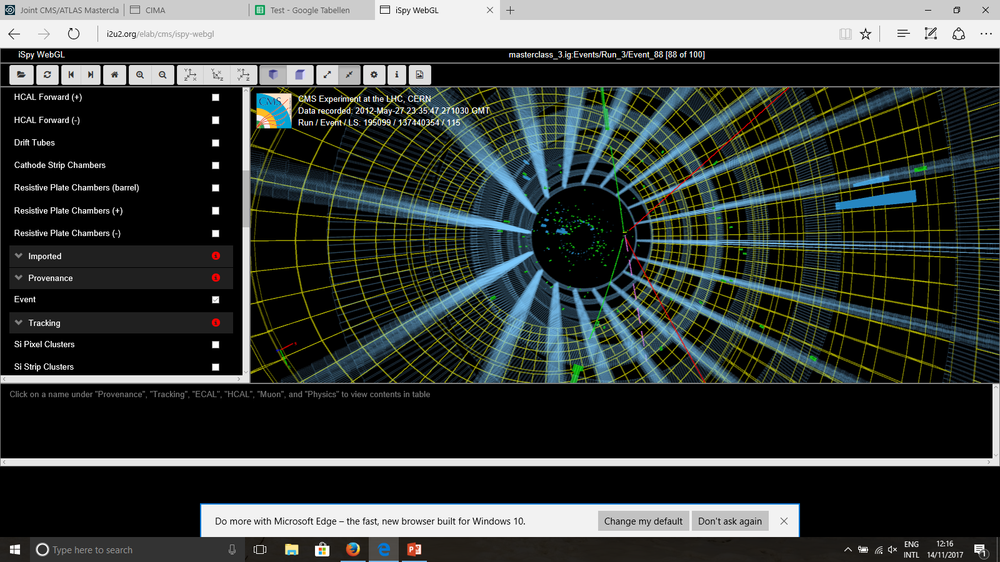 Joint CMS/ATLAS Mastercla
CIMA
Test - Google Tabellen
iSpy WebGL
i2u2.org/elab/cms/ispy-webgl
iSpy WebGL
masterclass_3.ig:Events/Run_3/Event_88 [88 of 100]
HCAL Forward (+)
HCAL Forward (-)
Drift Tubes
Cathode Strip Chambers
Resistive Plate Chambers (barrel)
Resistive Plate Chambers (+)
Resistive Plate Chambers (-)
Imported
Provenance
Event
Tracking
Si Pixel Clusters
Si Strip Clusters
CMS
CMS Experiment at the LHC, CERN
Data recorded: 2012-May-27 23:35:47.271030 GMT
Run / Event / LS: 195099 / 137440354 / 115
Click on a name under "Provenance", "Tracking", "ECAL", "HCAL", "Muon", and "Physics" to view contents in table
Do more with Microsoft Edge – the fast, new browser built for Windows 10.
Change my default
Don't ask again
Type here to search
ENG
INTL
12:16
14/11/2017
1